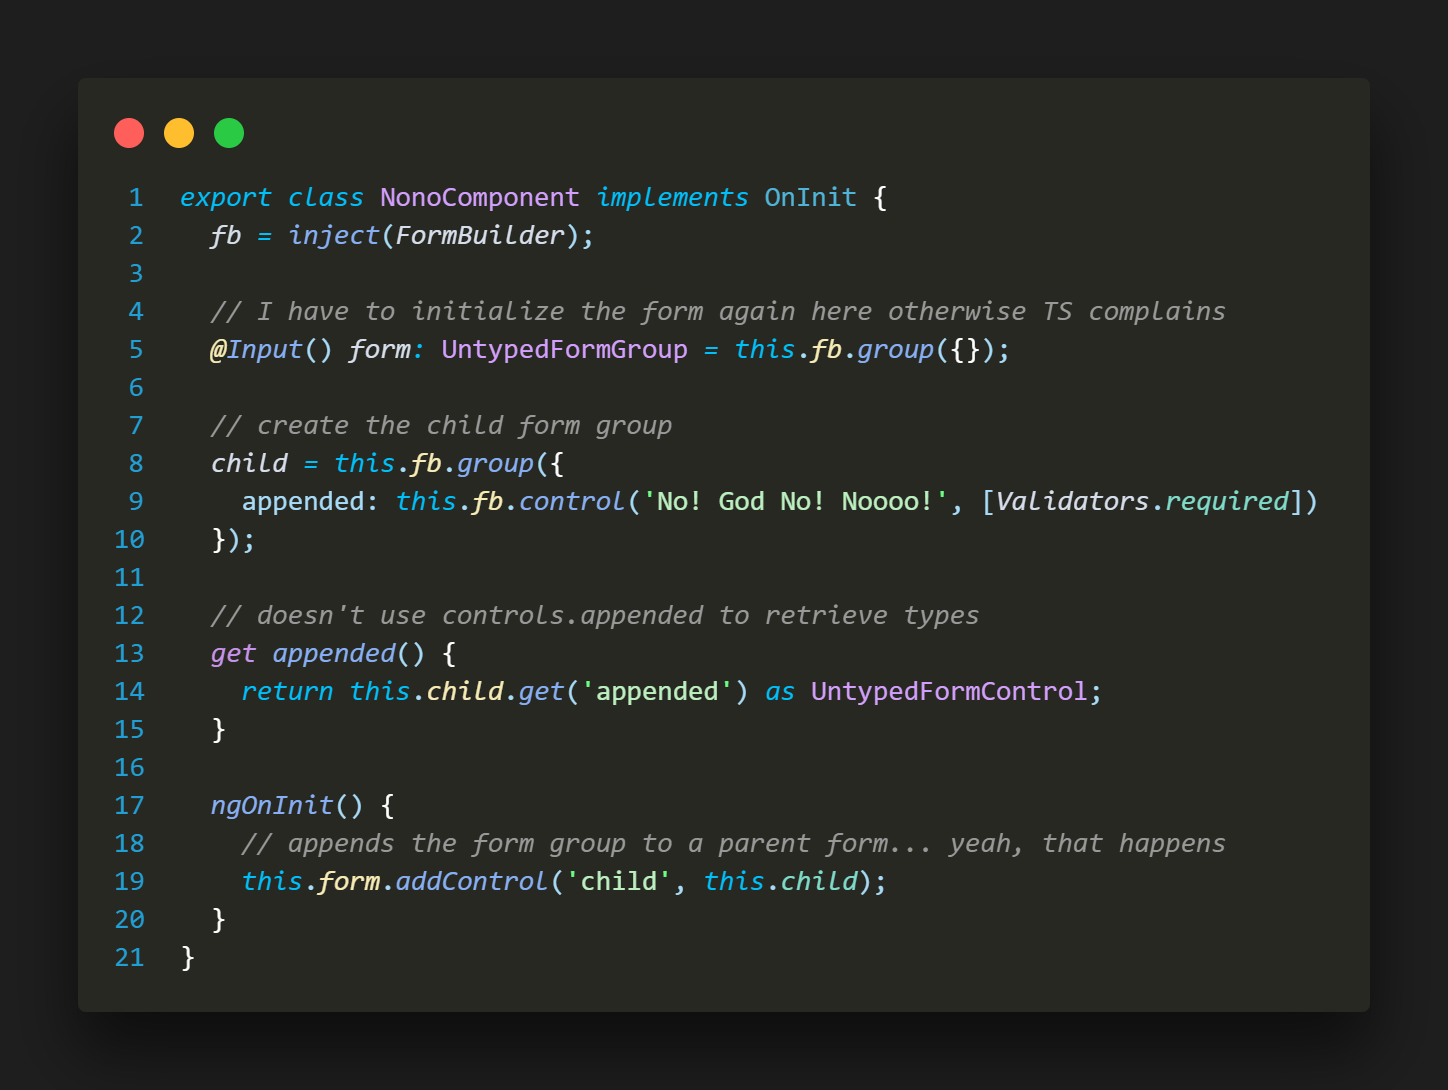 1 export class NonoComponent implements OnInit {
2   fb = inject(FormBuilder);
3
4   // I have to initialize the form again here otherwise TS complains
5   @Input() form: UntypedFormGroup = this.fb.group({});
6
7   // create the child form group
8   child = this.fb.group({
9     appended: this.fb.control('No! God No! Noooo!', [Validators.required])
10   });
11
12   // doesn't use controls.appended to retrieve types
13   get appended() {
14     return this.child.get('appended') as UntypedFormControl;
15   }
16
17   ngOnInit() {
18     // appends the form group to a parent form... yeah, that happens
19     this.form.addControl('child', this.child);
20   }
21 }